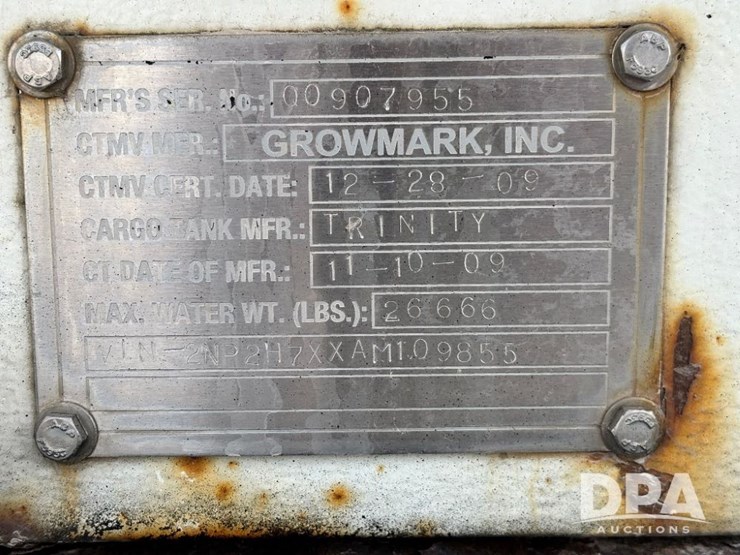 MFR'S SER. No.: 00907955
CTMV MFR.: GROWMARK, INC.
CTMV CERT. DATE: 12-28-09
CARGO TANK MFR.: TRINITY
CT DATE OF MFR.: 11-10-09
MAX. WATER WT. (LBS.): 26666
VIN-2NP2H7XXAM109855
DPA
AUCTIONS